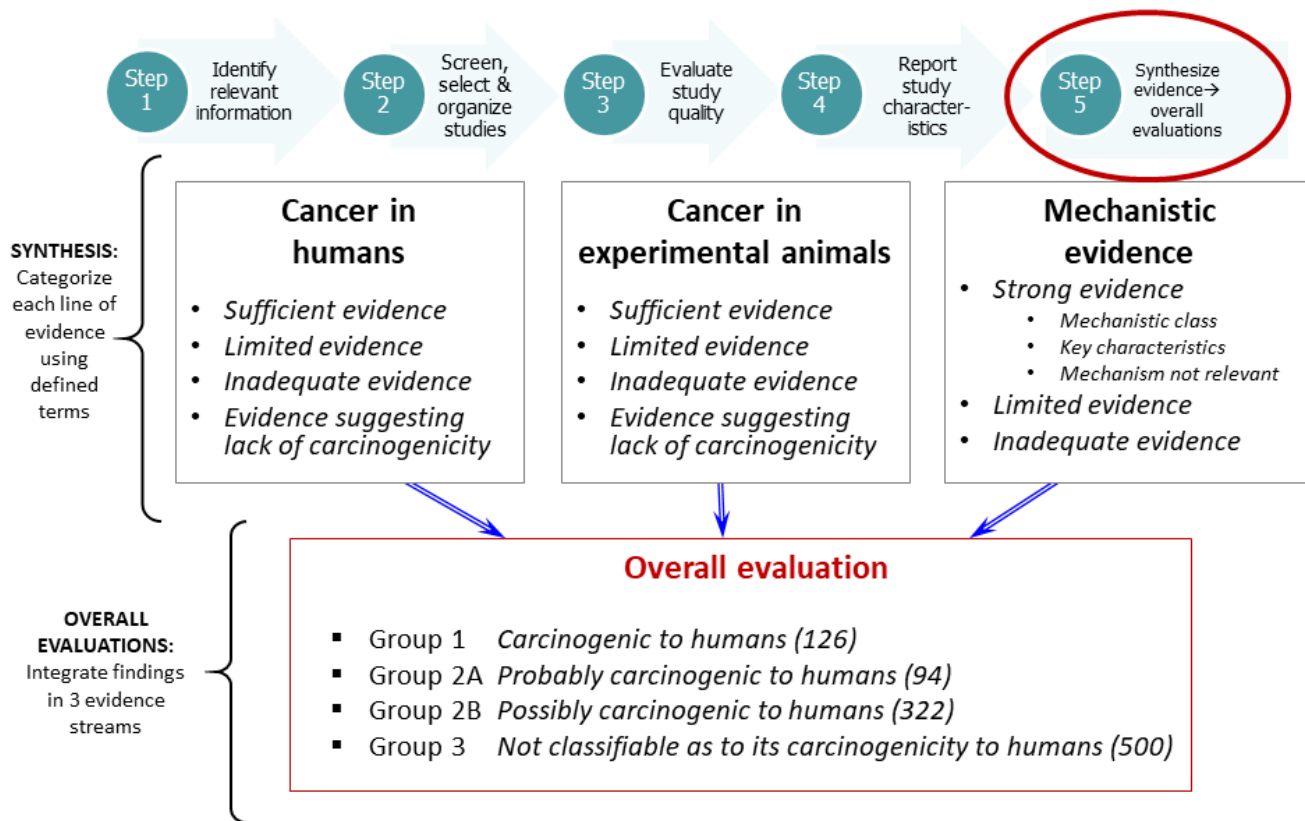 Step
1
Identify
relevant
information
Step
2
Screen,
select &
organize
studies
Step
3
Evaluate
study
quality
Step
4
Report
study
character-
istics
Step
5
Synthesize
evidence→
overall
evaluations
SYNTHESIS:
Categorize
each line of
evidence
using
defined
terms
Cancer in
humans
• Sufficient evidence
• Limited evidence
• Inadequate evidence
• Evidence suggesting
lack of carcinogenicity
Cancer in
experimental animals
• Sufficient evidence
• Limited evidence
• Inadequate evidence
• Evidence suggesting
lack of carcinogenicity
Mechanistic
evidence
• Strong evidence
• Mechanistic class
• Key characteristics
• Mechanism not relevant
• Limited evidence
• Inadequate evidence
OVERALL
EVALUATIONS:
Integrate findings
in 3 evidence
streams
Overall evaluation
▪ Group 1 Carcinogenic to humans (126)
▪ Group 2A Probably carcinogenic to humans (94)
▪ Group 2B Possibly carcinogenic to humans (322)
▪ Group 3 Not classifiable as to its carcinogenicity to humans (500)